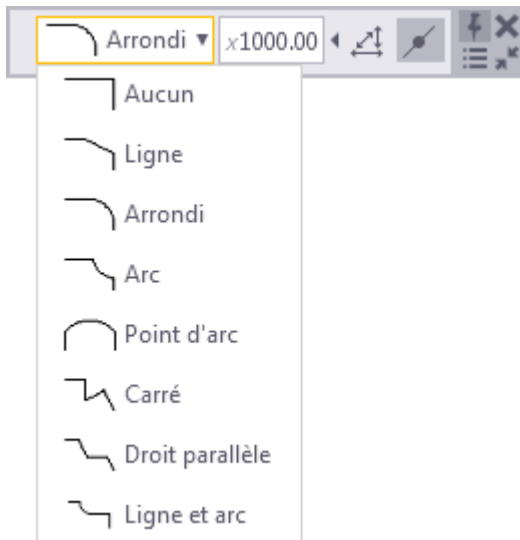 Arrondi x1000.00
Aucun
Ligne
Arrondi
Arc
Point d'arc
Carré
Droit parallèle
Ligne et arc